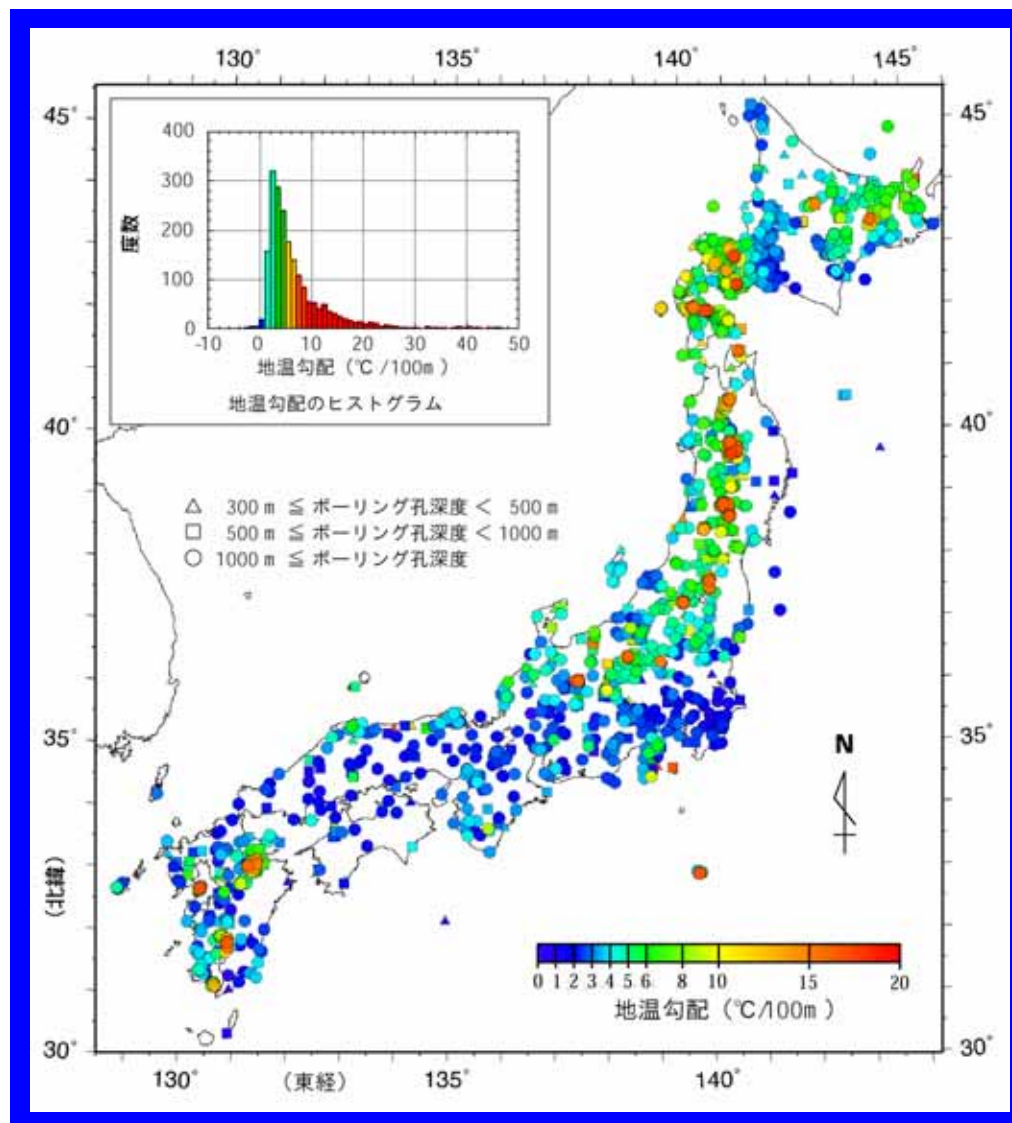 130° 135° 140° 145°
45° 45°
400
300
度数
200
100
0
-10 0 10 20 30 40 50
地温勾配（℃/100m）
地温勾配のヒストグラム
40° 40°
△ 300m ≦ ボーリング孔深度 < 500m
□ 500m ≦ ボーリング孔深度 < 1000m
○ 1000m ≦ ボーリング孔深度
35° 35°
N
（北緯）
0 1 2 3 4 5 6 8 10 15 20
地温勾配（℃/100m）
30° 30°
130° （東経） 135° 140°